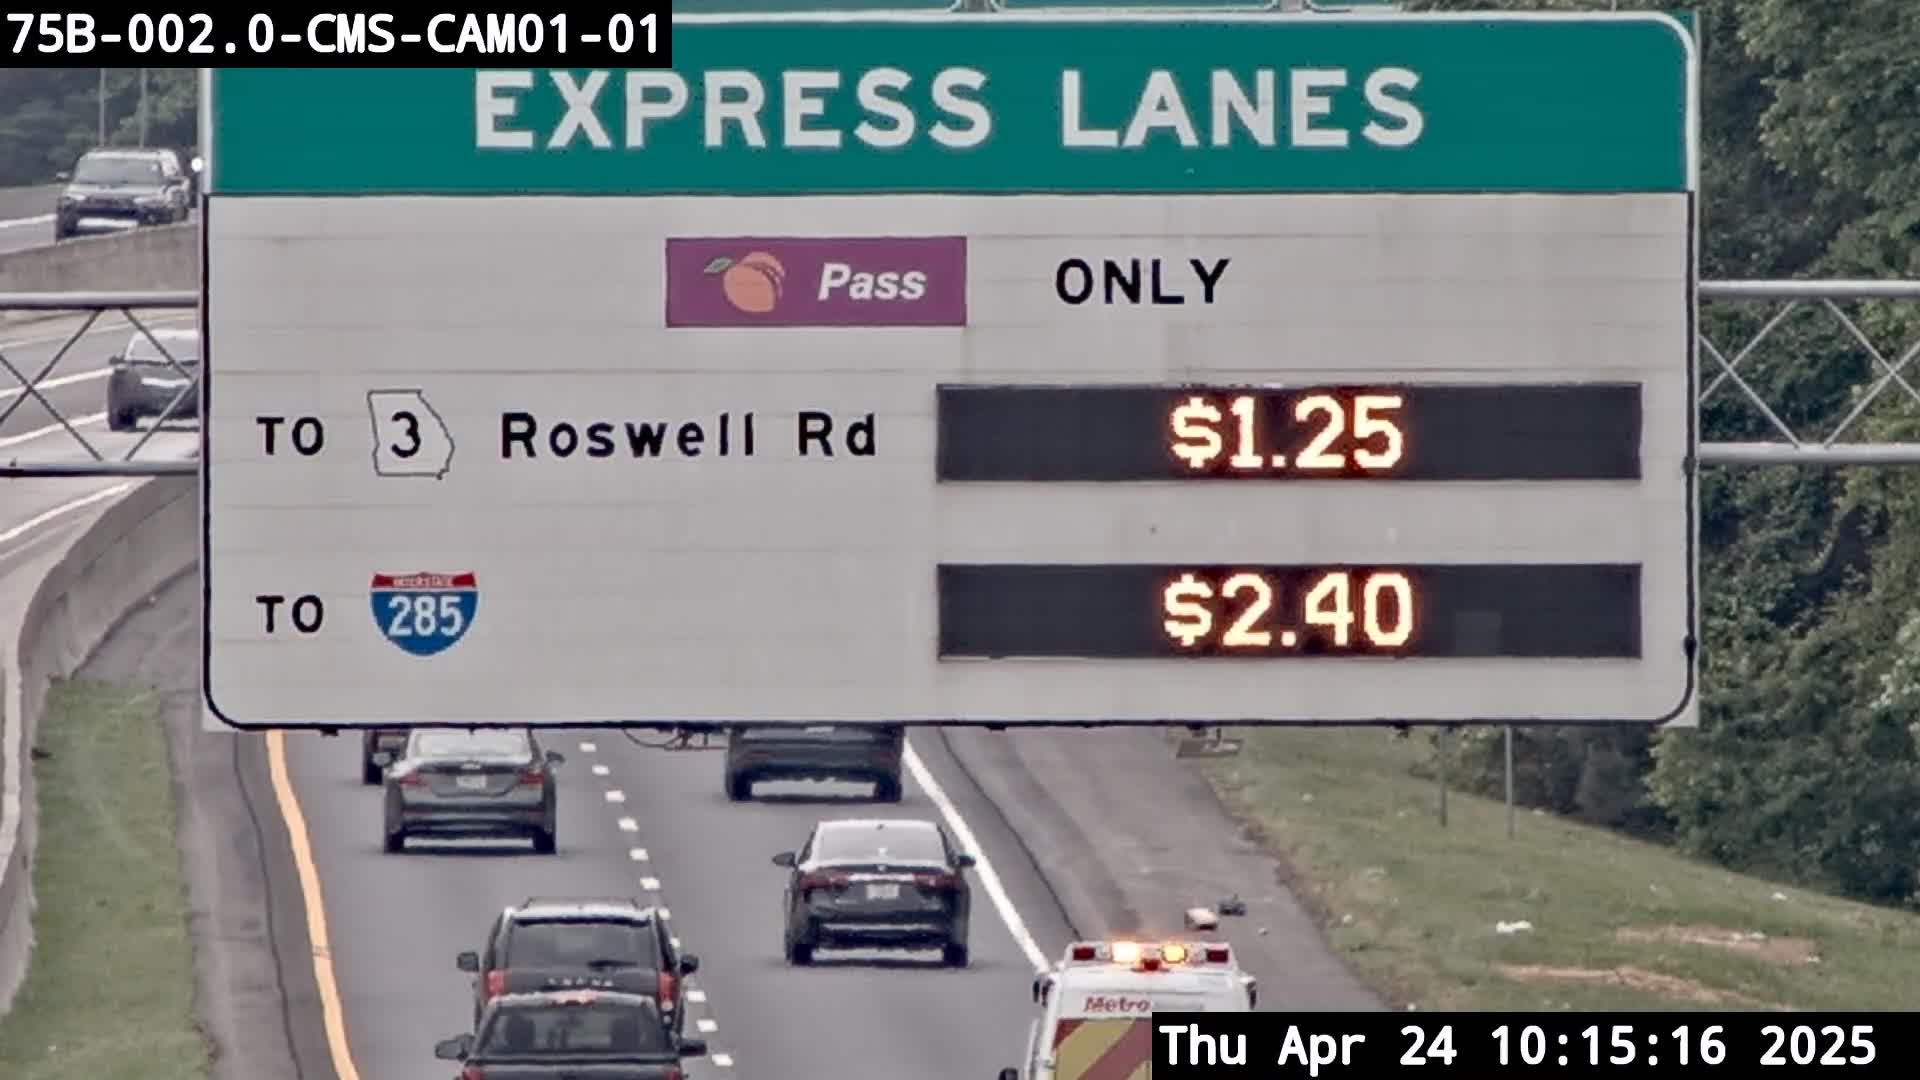 75B-002.0-CMS-CAM01-01
EXPRESS LANES
Pass ONLY
TO 3 Roswell Rd $1.25
TO INTERSTATE 285 $2.40
Metro
Thu Apr 24 10:15:16 2025